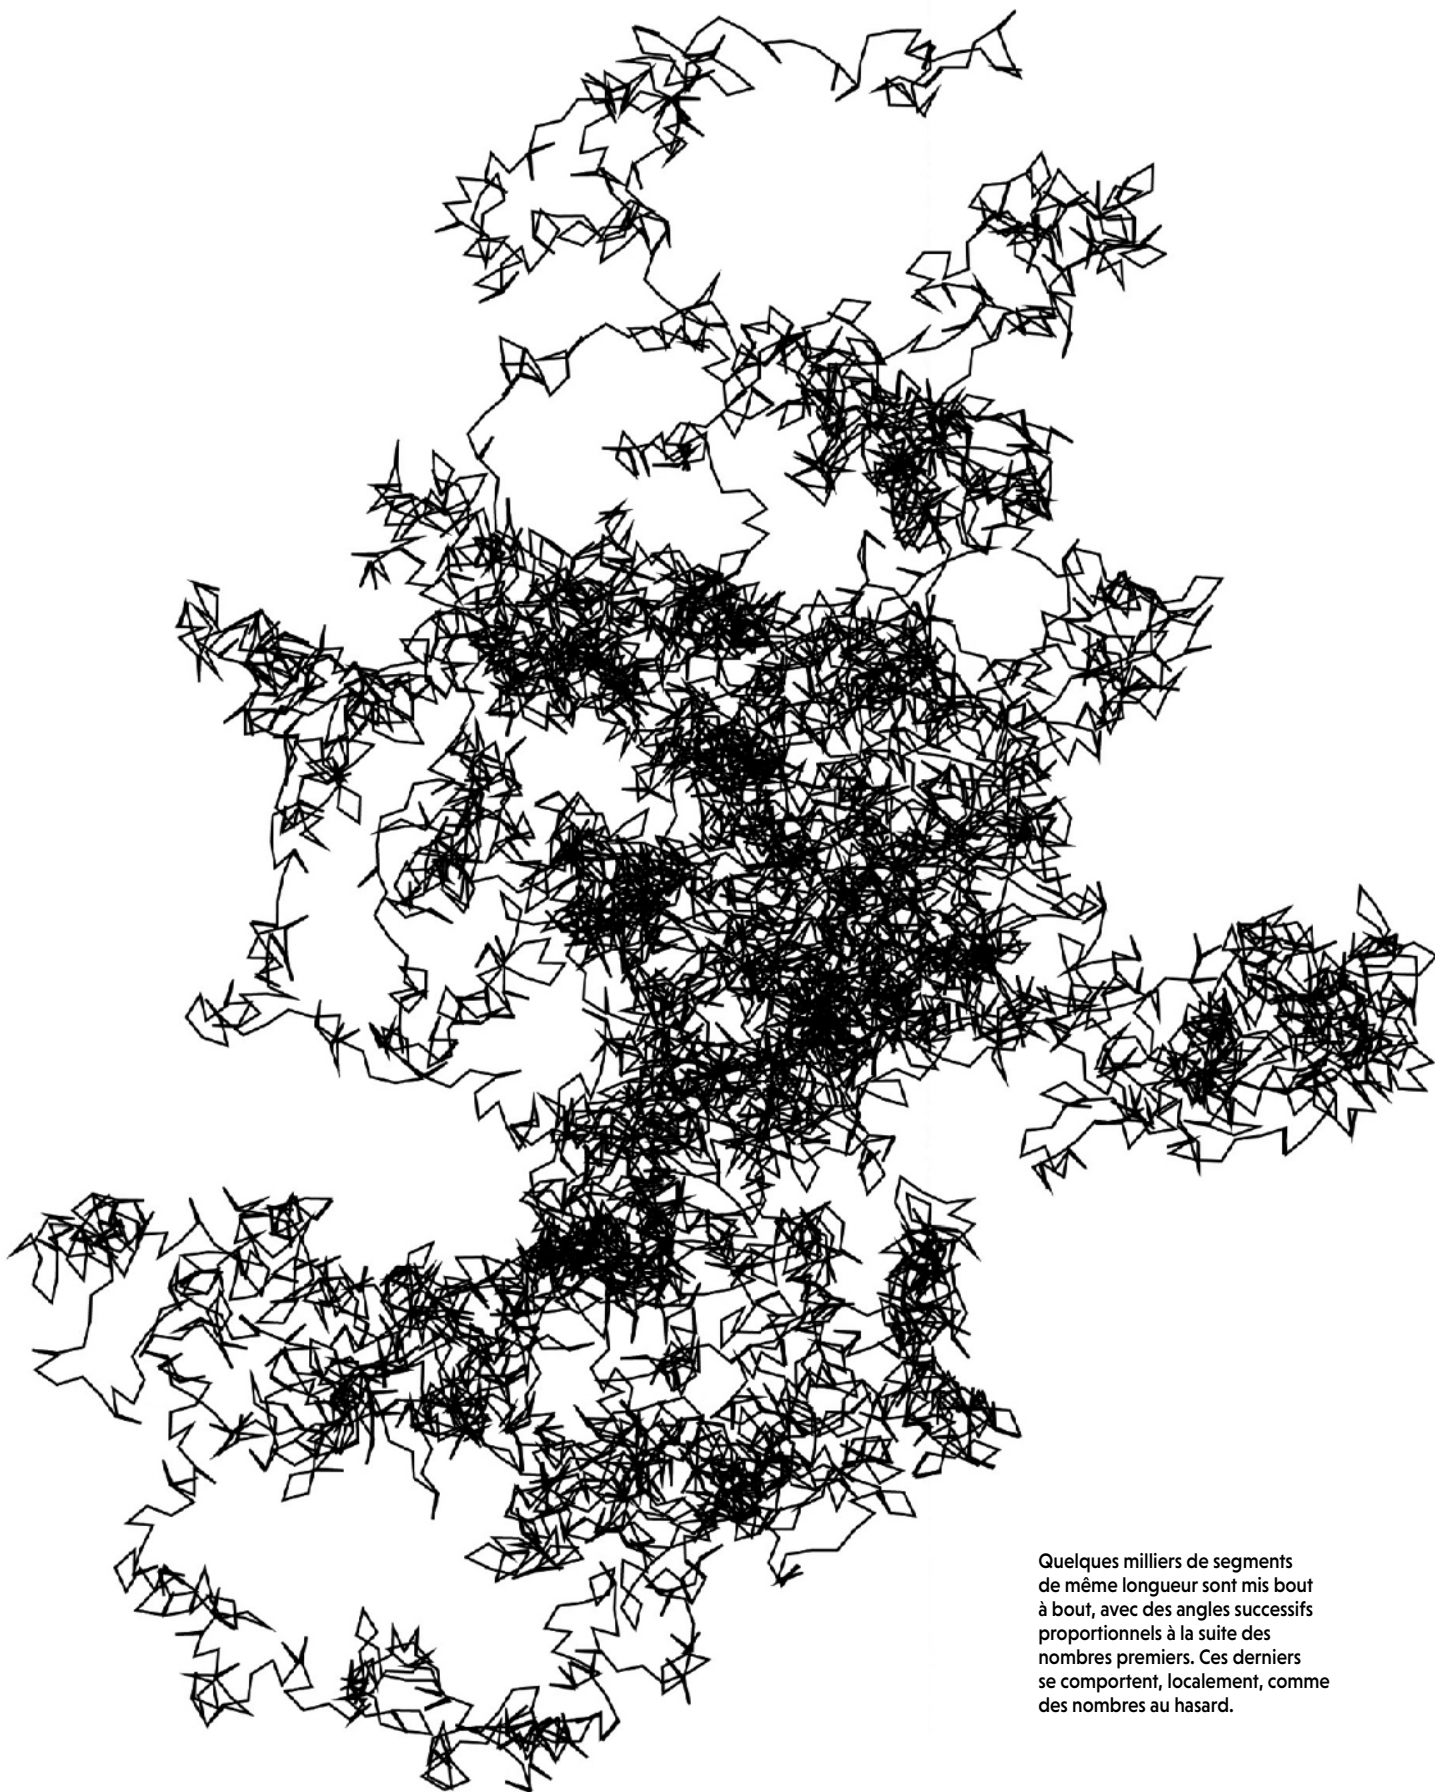 Quelques milliers de segments
de même longueur sont mis bout
à bout, avec des angles successifs
proportionnels à la suite des
nombres premiers. Ces derniers
se comportent, localement, comme
des nombres au hasard.